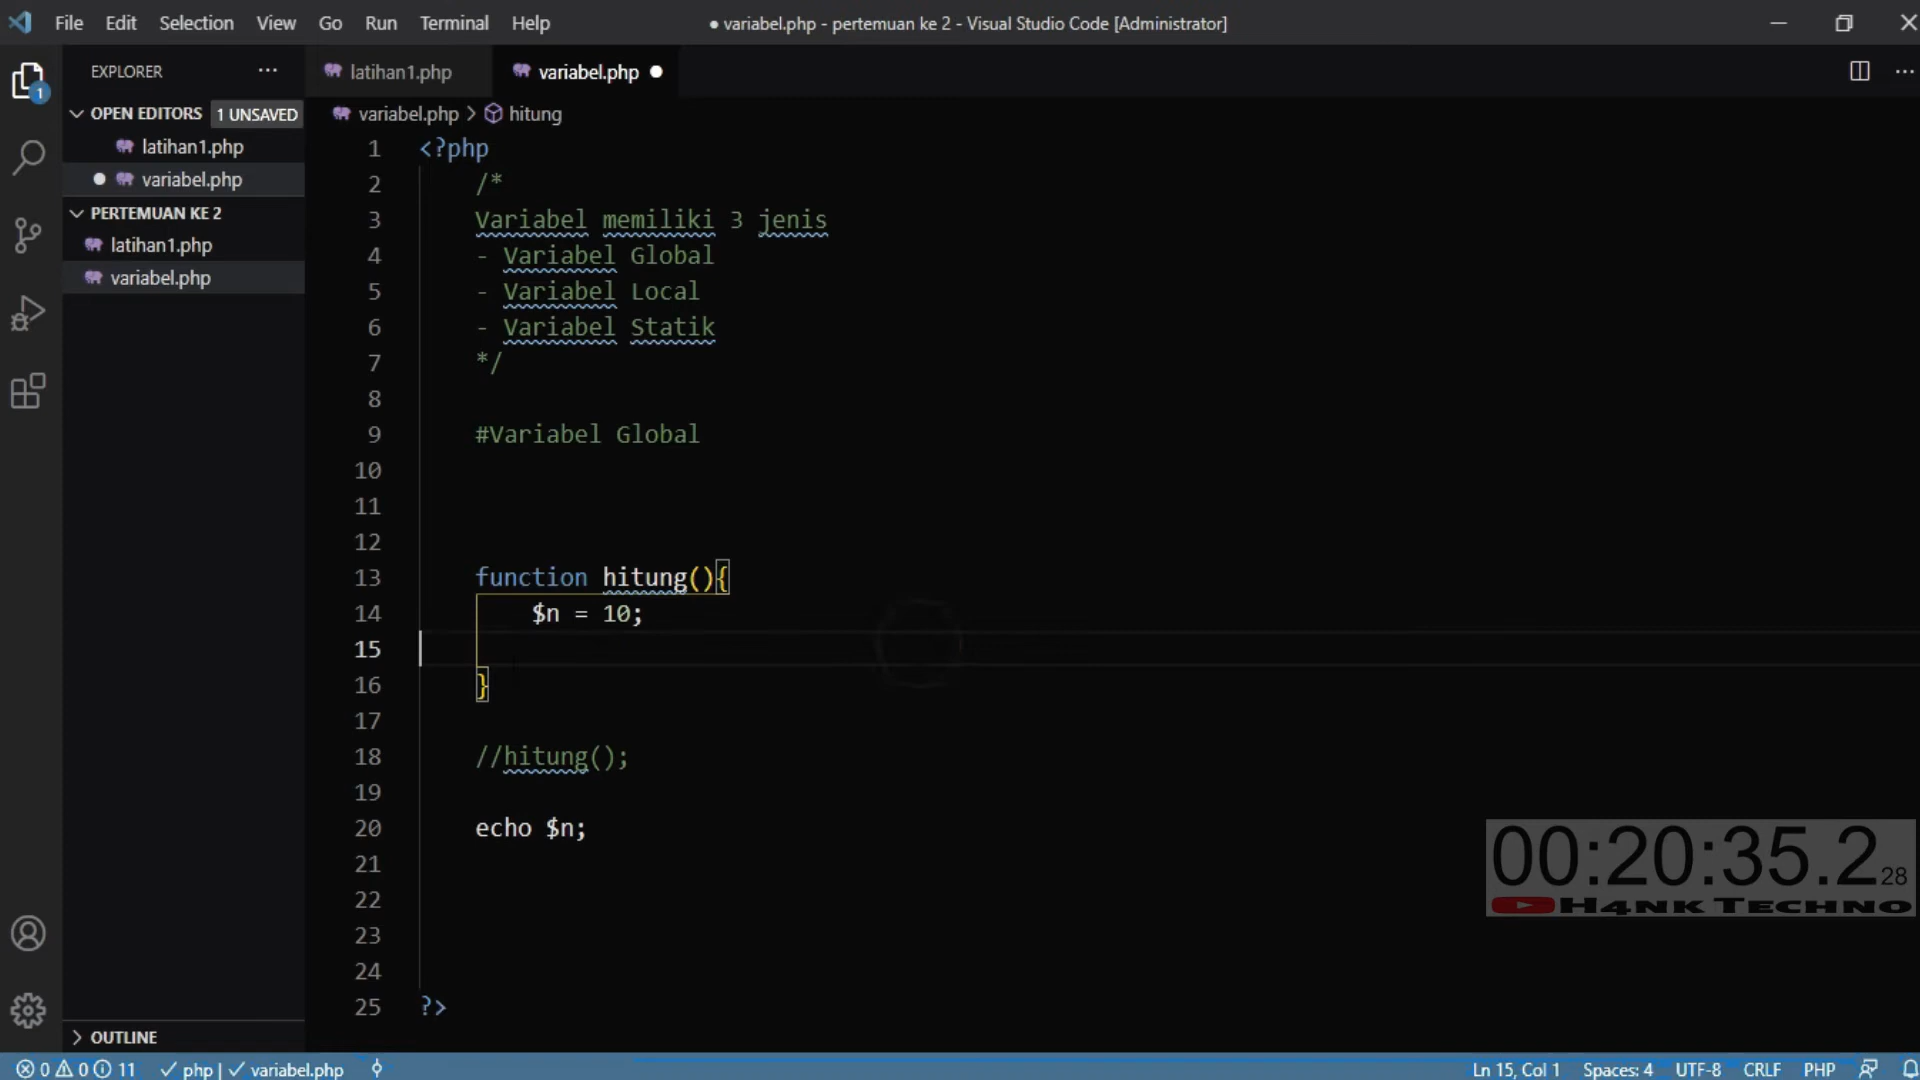 File Edit Selection View Go Run Terminal Help
● variabel.php - pertemuan ke 2 - Visual Studio Code [Administrator]
EXPLORER ···
latihan1.php
variabel.php ●
OPEN EDITORS 1 UNSAVED
latihan1.php
● variabel.php
PERTEMUAN KE 2
latihan1.php
variabel.php
OUTLINE
1
variabel.php > hitung
1 <?php
2 /*
3 Variabel memiliki 3 jenis
4 - Variabel Global
5 - Variabel Local
6 - Variabel Statik
7 */
8
9 #Variabel Global
10
11
12
13 function hitung(){
14 $n = 10;
15
16 }
17
18 //hitung();
19
20 echo $n;
21
22
23
24
25 ?>
00:20:35.2 28
H4NK TECHNO
0 0 11 php | variabel.php
Ln 15, Col 1 Spaces: 4 UTF-8 CRLF PHP